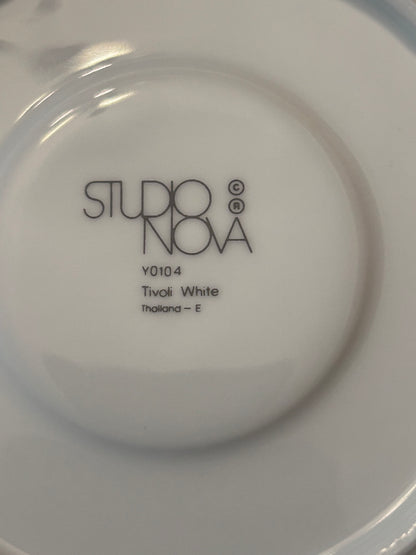 STUDIO ©
NOVA ®
Y0104
Tivoli White
Thailand – E